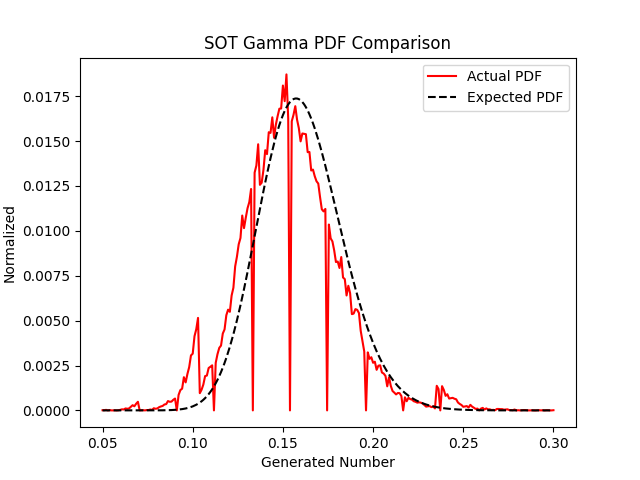 SOT Gamma PDF Comparison
Actual PDF
Expected PDF
Normalized
0.0175
0.0150
0.0125
0.0100
0.0075
0.0050
0.0025
0.0000
0.05 0.10 0.15 0.20 0.25 0.30
Generated Number